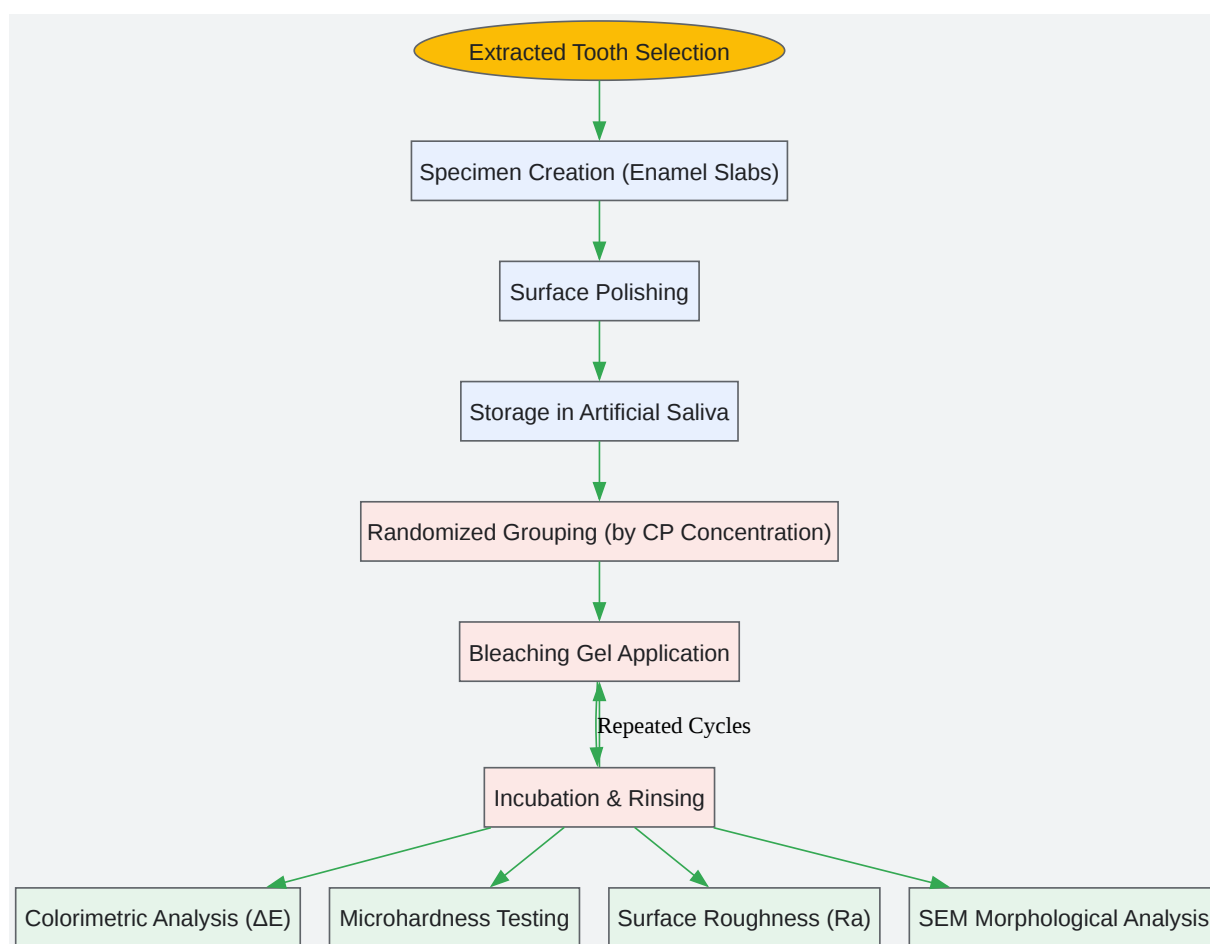 Extracted Tooth Selection
Specimen Creation (Enamel Slabs)
Surface Polishing
Storage in Artificial Saliva
Randomized Grouping (by CP Concentration)
Bleaching Gel Application
Repeated Cycles
Incubation & Rinsing
Colorimetric Analysis (ΔE)
Microhardness Testing
Surface Roughness (Ra)
SEM Morphological Analysis